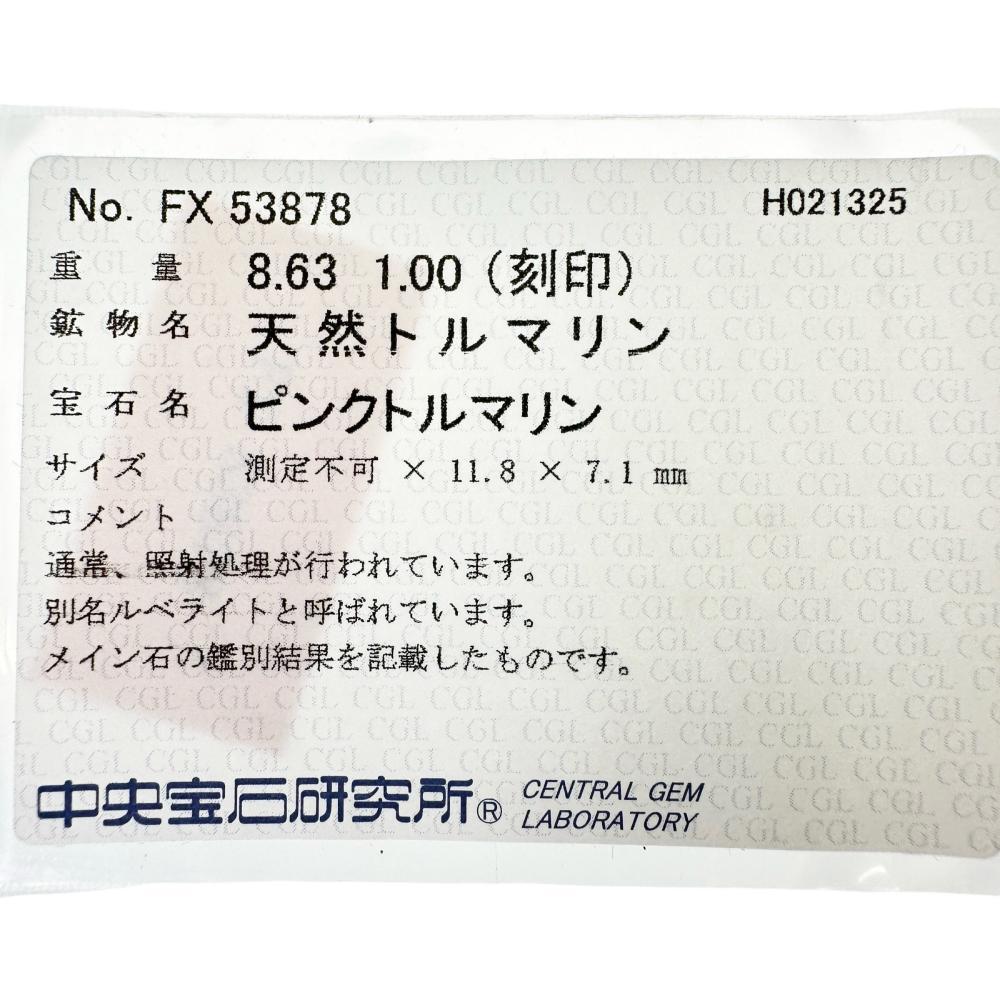 No. FX 53878 H021325
重量 8.63 1.00 (刻印)
鉱物名 天然トルマリン
宝石名 ピンクトルマリン
サイズ 測定不可 × 11.8 × 7.1 mm
コメント
通常、照射処理が行われています。
別名ルベライトと呼ばれています。
メイン石の鑑別結果を記載したものです。
中央宝石研究所® CENTRAL GEM
LABORATORY